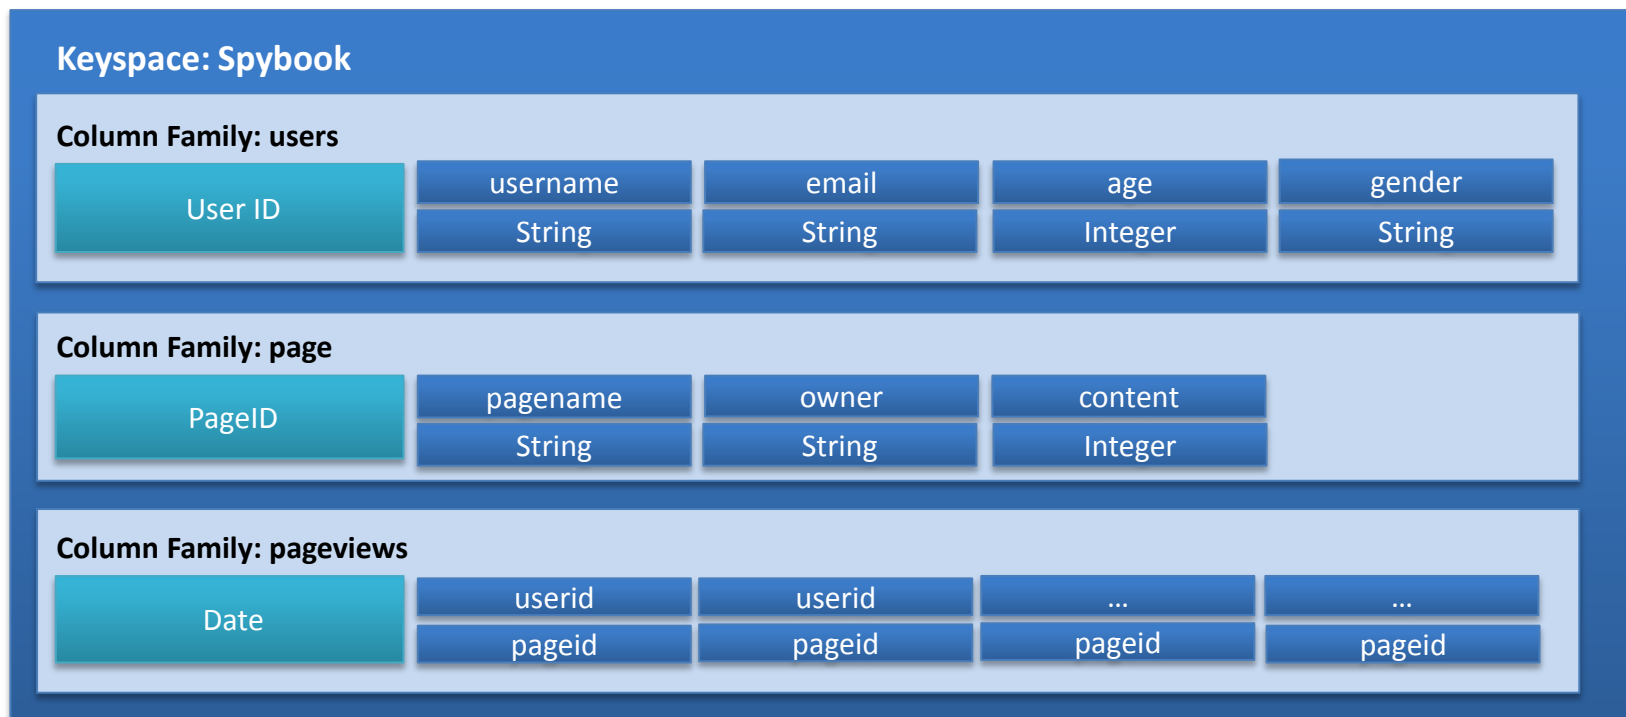 Keyspace: Spybook
Column Family: users
User ID
username email age gender
String String Integer String
Column Family: page
PageID
pagename owner content
String String Integer
Column Family: pageviews
Date
userid userid ... ...
pageid pageid pageid pageid